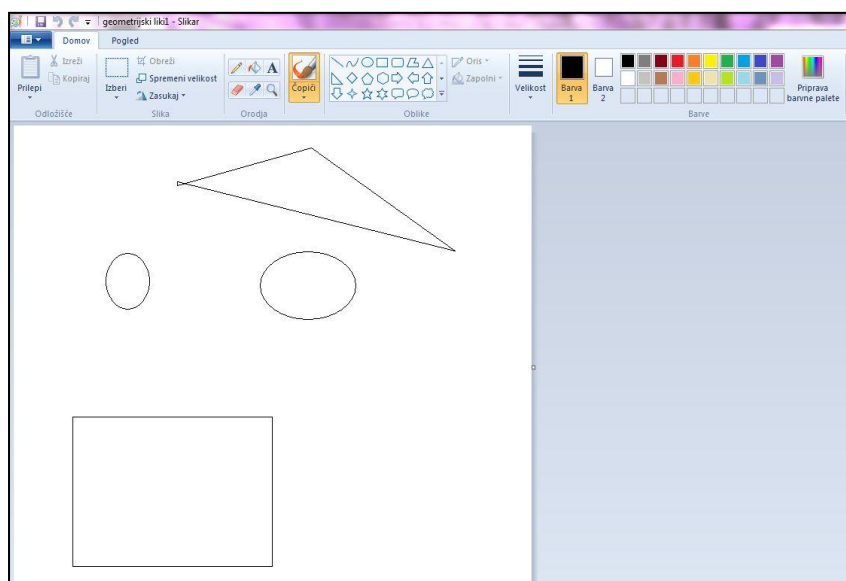 geometrijski liki1 - Slikar
Domov Pogled
Prilepi
Izreži
Kopiraj
Odložišče
Izberi
Obreži
Spremeni velikost
Zasukaj
Slika
A
Orodja
Čopiči
Oris
Zapolni
Oblike
Velikost
Barva
1
Barva
2
Priprava
barvne palete
Barve